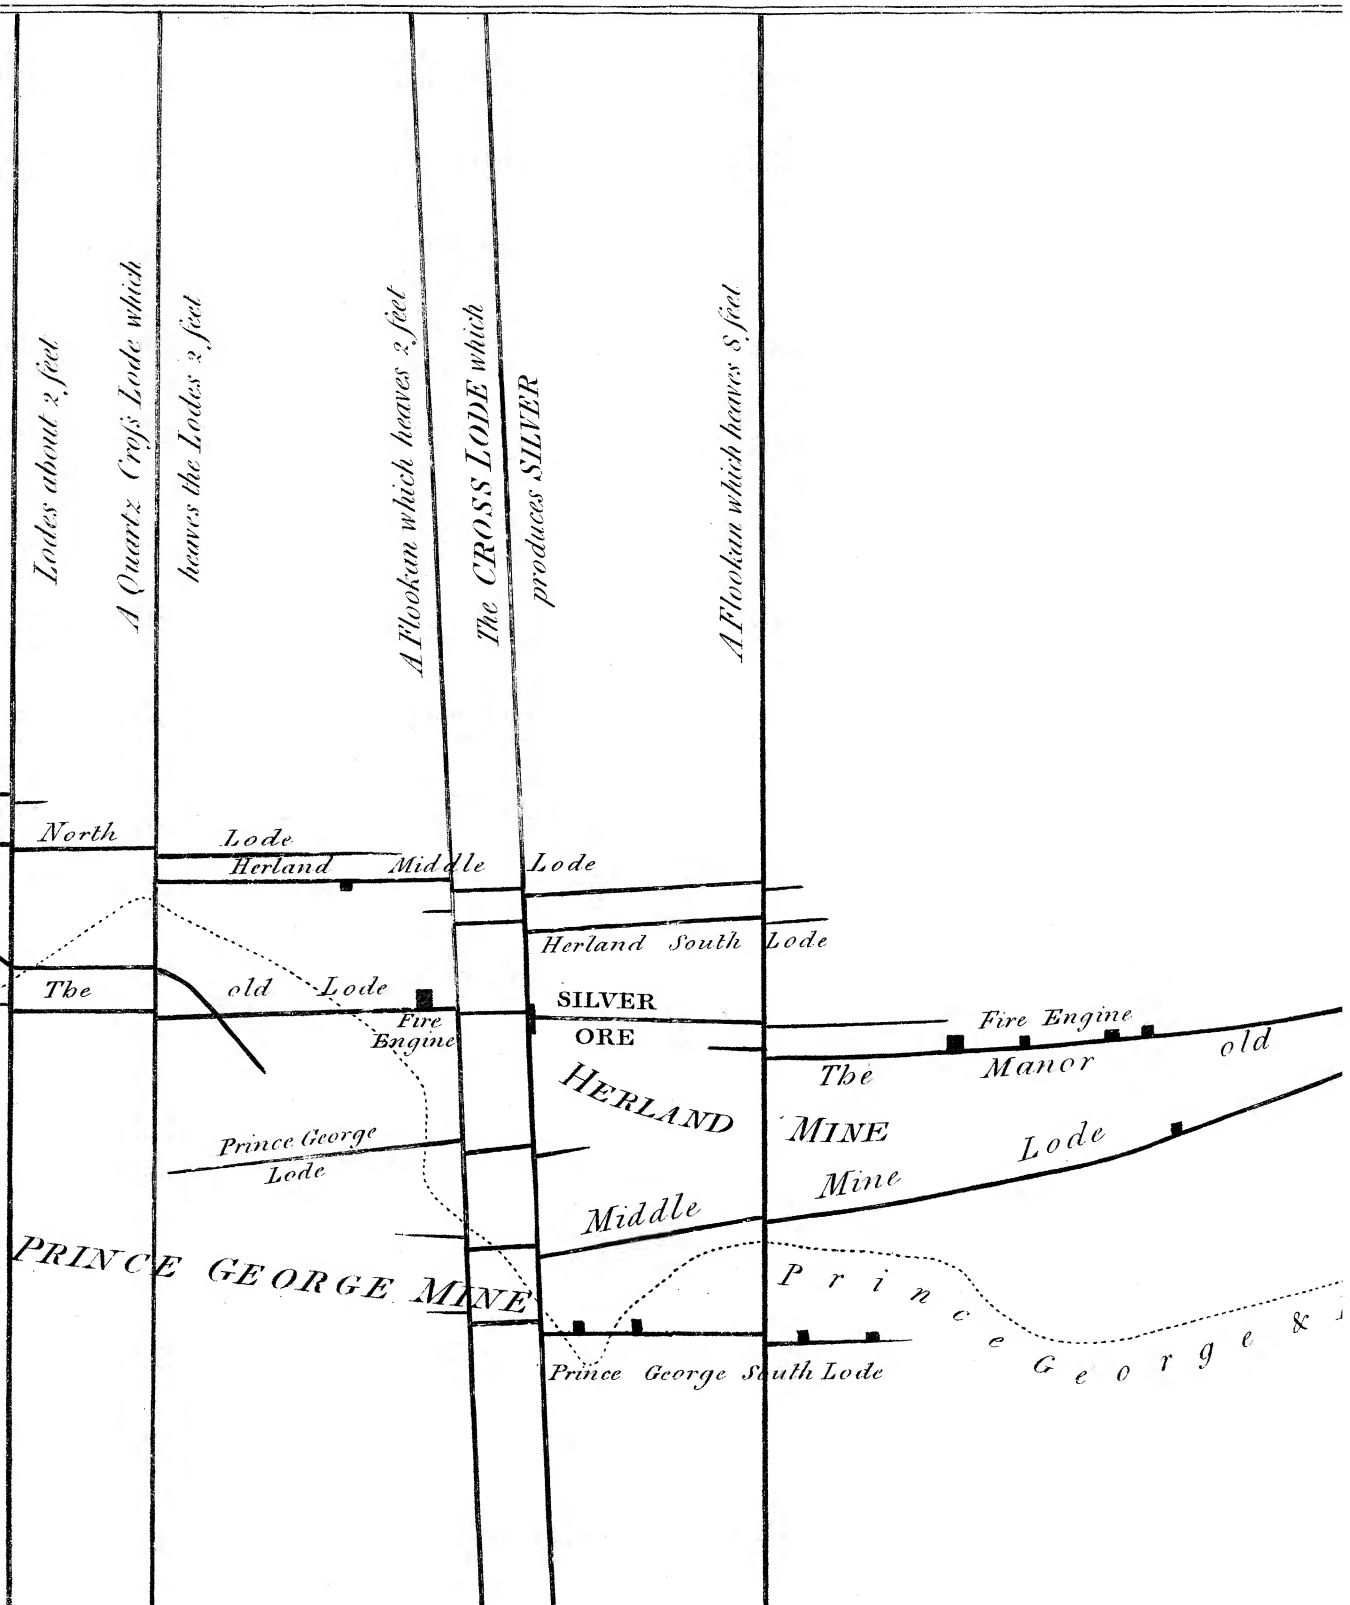 Lodes about 2 feet
A Quartz Croſs Lode which
heaves the Lodes 2 feet
A Flookan which heaves 2 feet
The CROSS LODE which
produces SILVER
A Flookan which heaves 8 feet
North Lode
Herland Middle Lode
Herland South Lode
The old Lode
Fire
Engine
SILVER
ORE
Fire Engine
The Manor old
HERLAND MINE
Prince George
Lode
Middle Mine Lode
PRINCE GEORGE MINE
Prince George &
Prince George South Lode